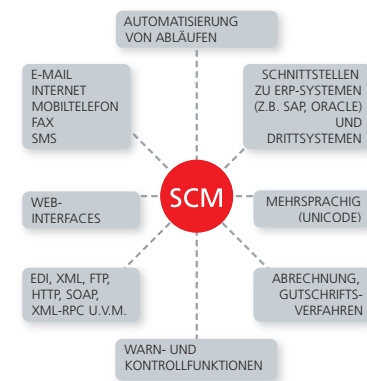 AUTOMATISIERUNG
VON ABLÄUFEN
E-MAIL
INTERNET
MOBILTELEFON
FAX
SMS
SCHNITTSTELLEN
ZU ERP-SYSTEMEN
(Z.B. SAP, ORACLE)
UND
DRITTSYSTEMEN
SCM
WEB-
INTERFACES
MEHRSPRACHIG
(UNICODE)
EDI, XML, FTP,
HTTP, SOAP,
XML-RPC U.V.M.
ABRECHNUNG,
GUTSCHRIFTS-
VERFAHREN
WARN- UND
KONTROLLFUNKTIONEN